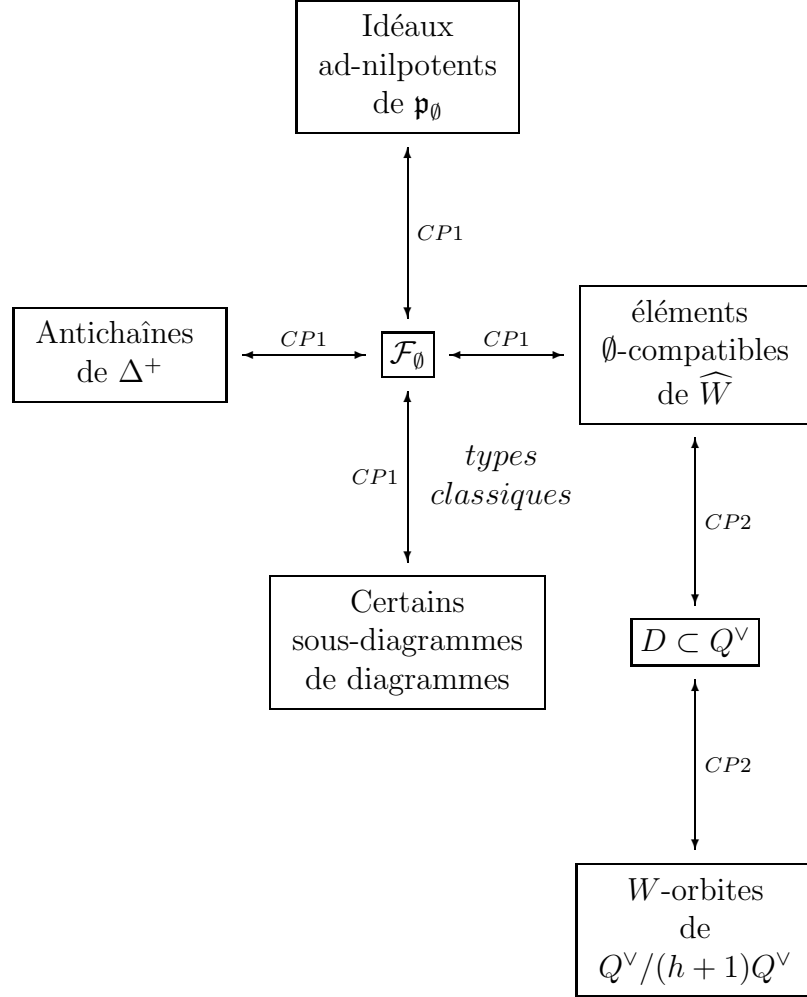 Idéaux
ad-nilpotents
de 𝔭_∅
CP1
Antichaînes
de Δ⁺
CP1
ℱ_∅
CP1
éléments
∅-compatibles
de Ŵ
CP1
types
classiques
CP2
Certains
sous-diagrammes
de diagrammes
D ⊂ Q^∨
CP2
W-orbites
de
Q^∨/(h + 1)Q^∨